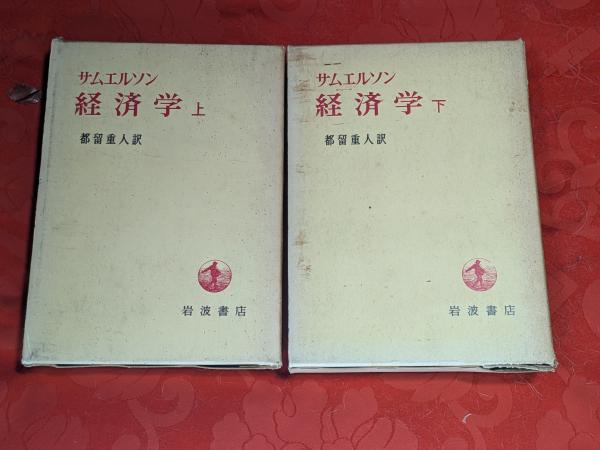 サムエルソン
経済学 上
都留重人訳
岩波書店
サムエルソン
経済学 下
都留重人訳
岩波書店